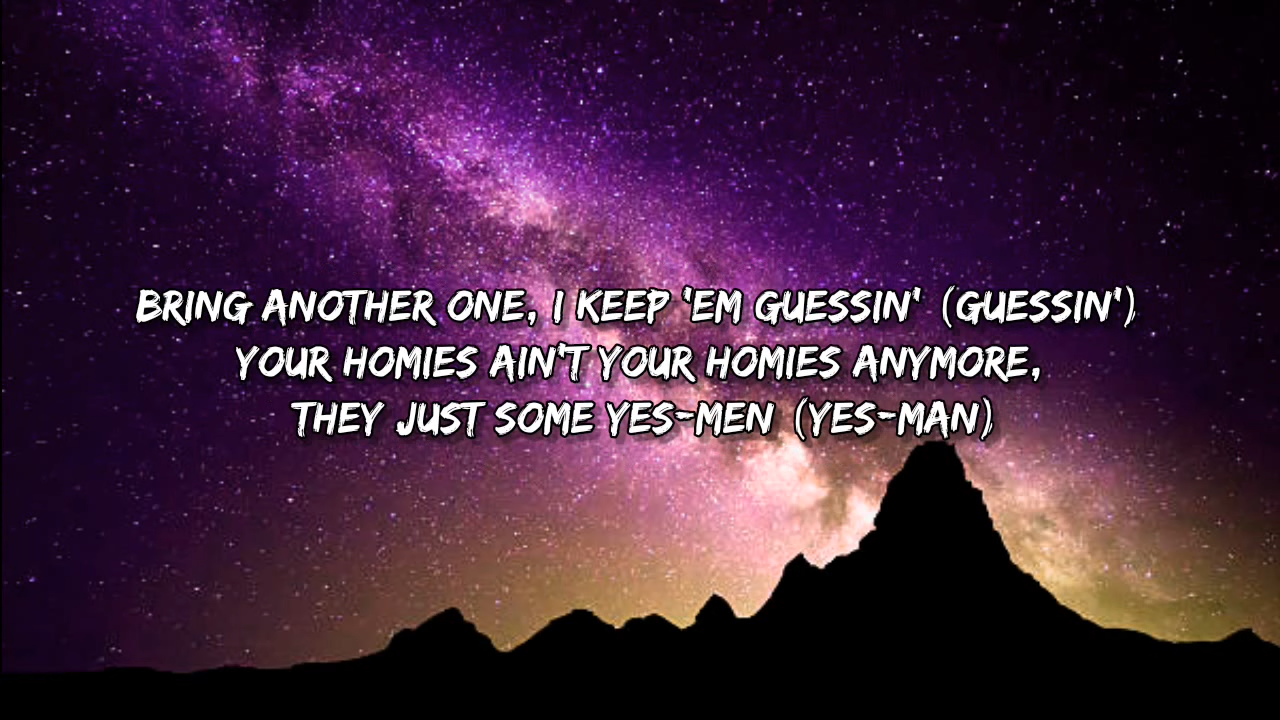 BRING ANOTHER ONE, I KEEP 'EM GUESSIN' (GUESSIN')
YOUR HOMIES AIN'T YOUR HOMIES ANYMORE,
THEY JUST SOME YES-MEN (YES-MAN)